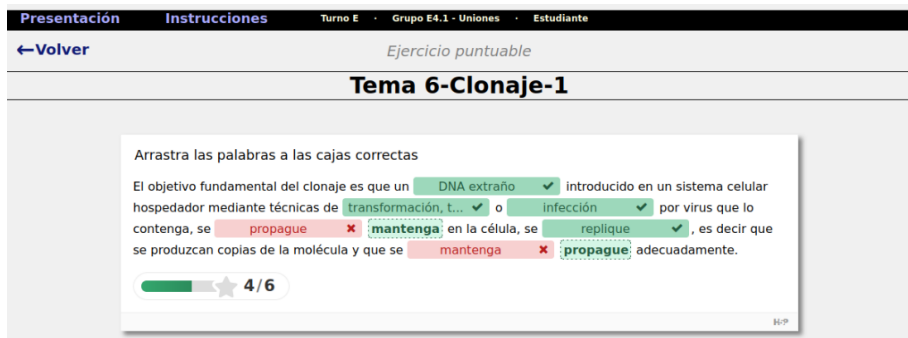 Presentación Instrucciones Turno E · Grupo E4.1 - Uniones · Estudiante
←Volver Ejercicio puntuable
Tema 6-Clonaje-1
Arrastra las palabras a las cajas correctas
El objetivo fundamental del clonaje es que un DNA extraño ✔ introducido en un sistema celular
hospedador mediante técnicas de transformación, t... ✔ o infección ✔ por virus que lo
contenga, se propague ✖ mantenga en la célula, se replique ✔ , es decir que
se produzcan copias de la molécula y que se mantenga ✖ propague adecuadamente.
4/6
H5P